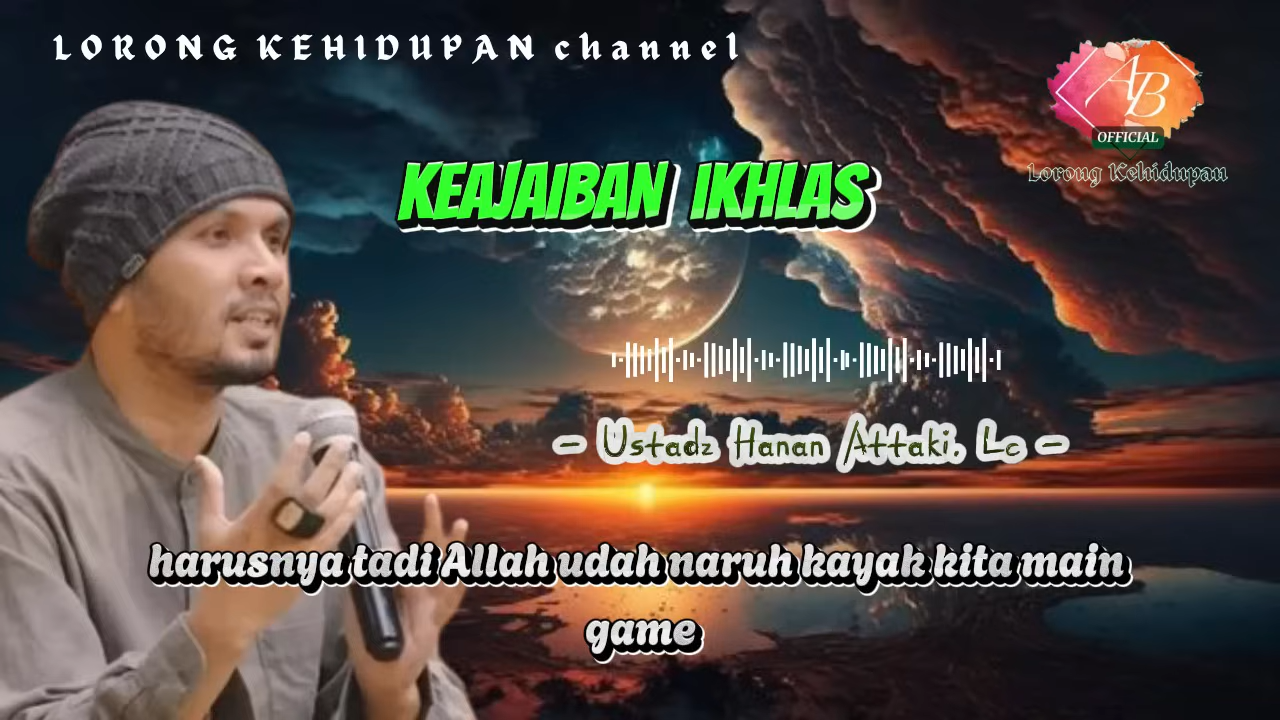 LORONG KEHIDUPAN channel
AB
OFFICIAL
Lorong Kehidupan
KEAJAIBAN IKHLAS
- Ustadz Hanan Attaki. Lc -
harusnya tadi Allah udah naruh kayak kita main
game